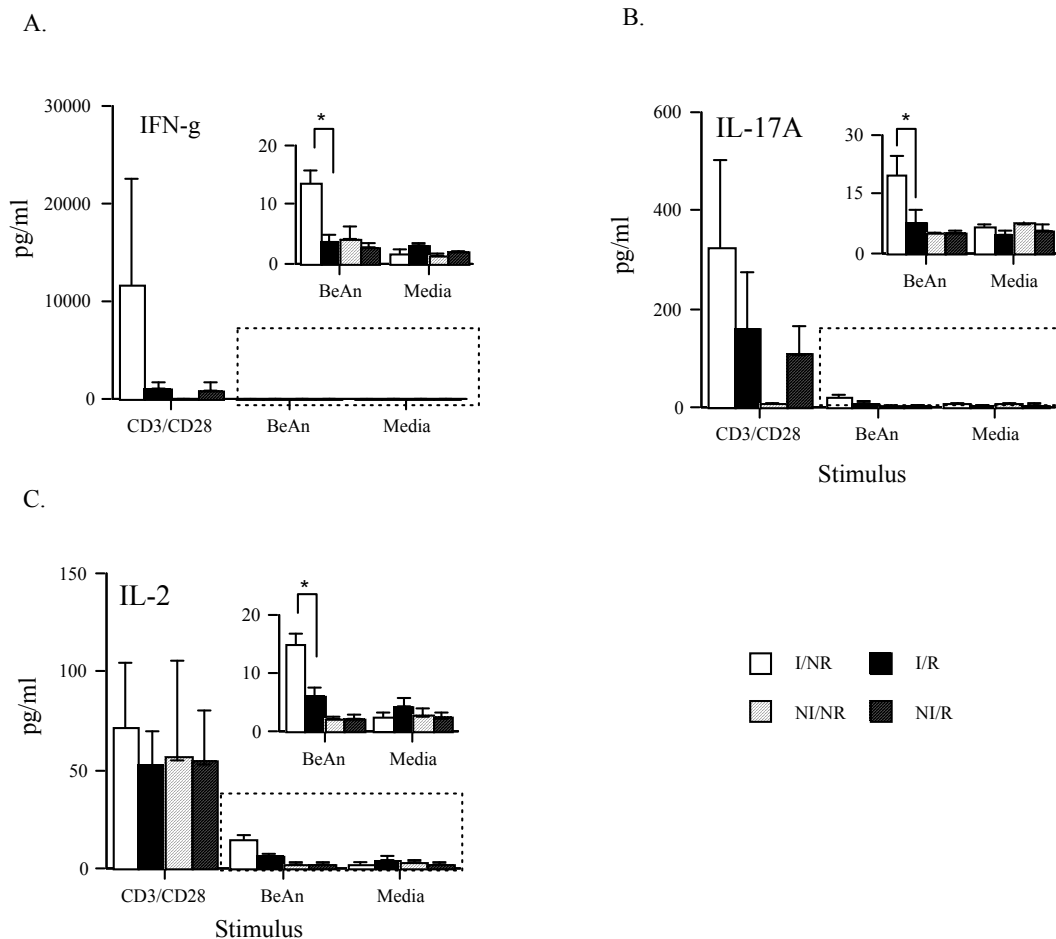 A.
IFN-g
pg/ml
30000
20000
10000
0
CD3/CD28 BeAn Media
*
20
10
0
BeAn Media
B.
IL-17A
pg/ml
600
400
200
0
CD3/CD28 BeAn Media
Stimulus
*
30
15
0
BeAn Media
C.
IL-2
pg/ml
150
100
50
0
CD3/CD28 BeAn Media
Stimulus
*
20
10
0
BeAn Media
I/NR I/R
NI/NR NI/R